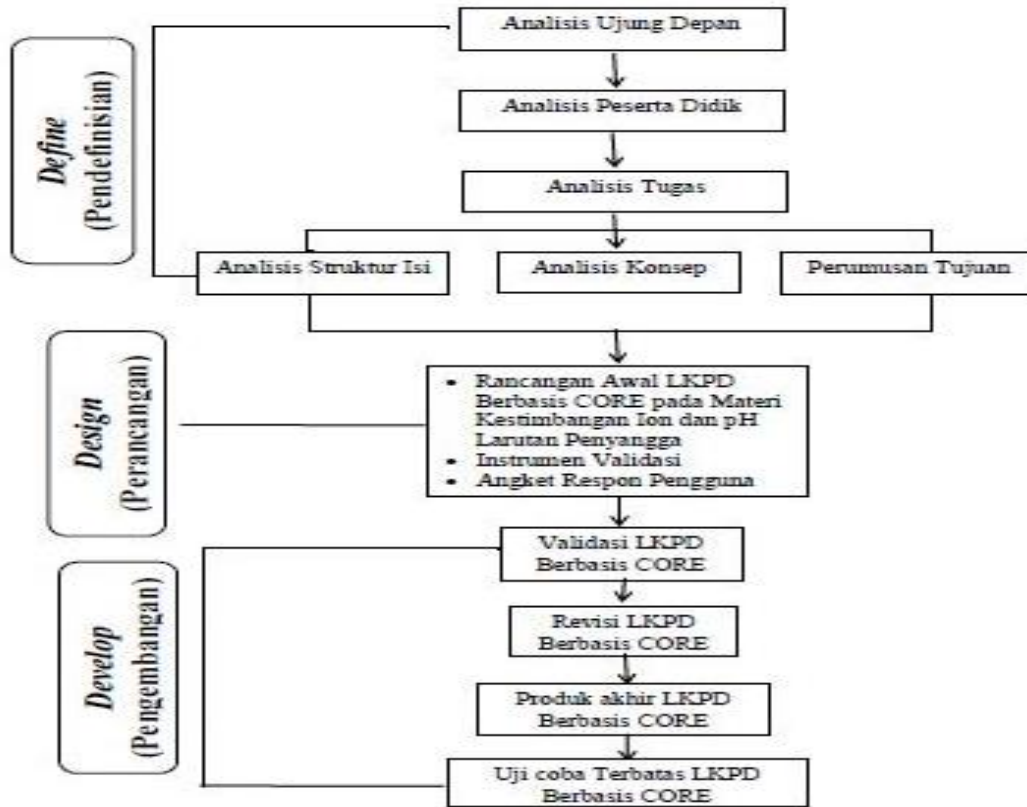 Define
(Pendefinisian)
Analisis Ujung Depan
Analisis Peserta Didik
Analisis Tugas
Analisis Struktur Isi
Analisis Konsep
Perumusan Tujuan
Design
(Perancangan)
• Rancangan Awal LKPD
Berbasis CORE pada Materi
Kestimbangan Ion dan pH
Larutan Penyangga
• Instrumen Validasi
• Angket Respon Pengguna
Develop
(Pengembangan)
Validasi LKPD
Berbasis CORE
Revisi LKPD
Berbasis CORE
Produk akhir LKPD
Berbasis CORE
Uji coba Terbatas LKPD
Berbasis CORE